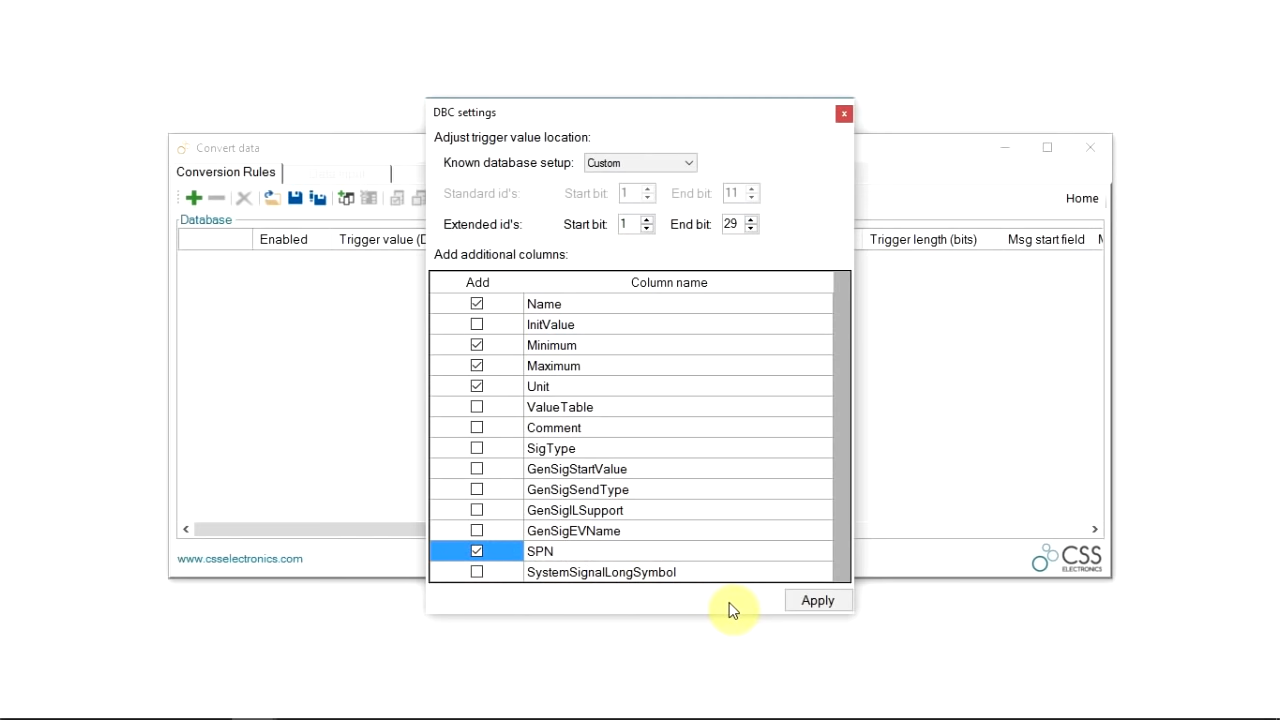 DBC settings
x
Adjust trigger value location:
Convert data
Known database setup: Custom
Conversion Rules
Standard id's: Start bit: 1 End bit: 11
Home
Database
Extended id's: Start bit: 1 End bit: 29
Enabled Trigger value (D
Trigger length (bits) Msg start field
Add additional columns:
Add Column name
Name
InitValue
Minimum
Maximum
Unit
ValueTable
Comment
SigType
GenSigStartValue
GenSigSendType
GenSigILSupport
GenSigEVName
SPN
SystemSignalLongSymbol
www.csselectronics.com
CSS
ELECTRONICS
Apply